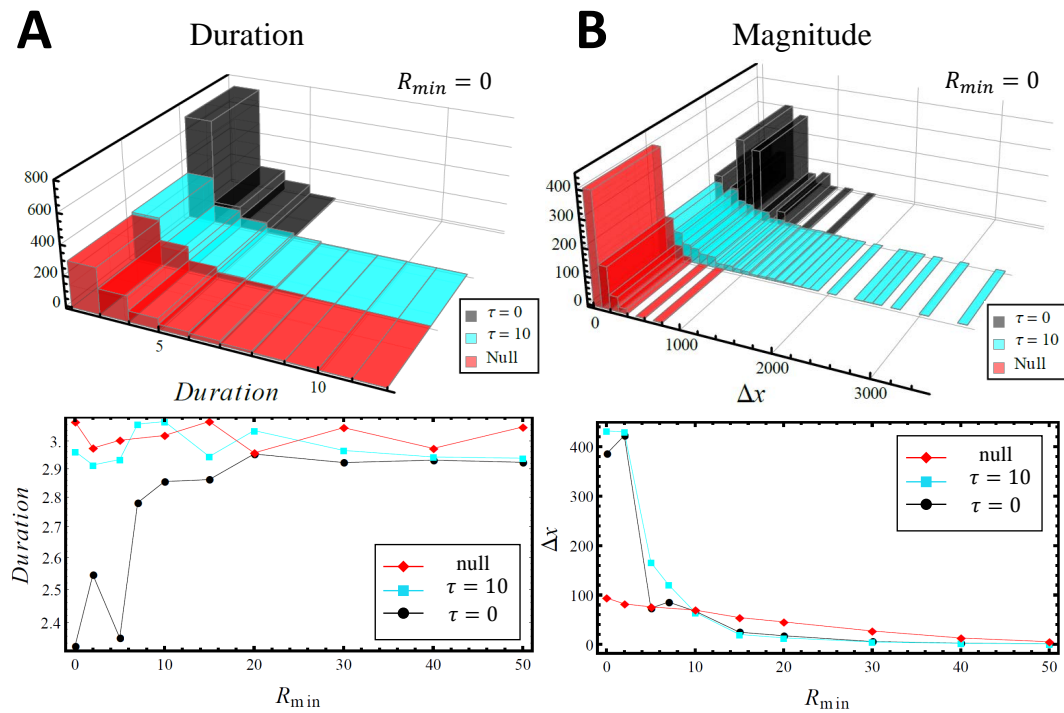 A
Duration
R_min = 0
800
600
400
200
0
5
10
Duration
τ = 0
τ = 10
Null
B
Magnitude
R_min = 0
400
300
200
100
0
0
1000
2000
3000
Δx
τ = 0
τ = 10
Null
3.
2.9
2.8
2.7
2.6
2.5
2.4
Duration
null
τ = 10
τ = 0
0
10
20
30
40
50
R_min
400
300
200
100
0
Δx
null
τ = 10
τ = 0
0
10
20
30
40
50
R_min